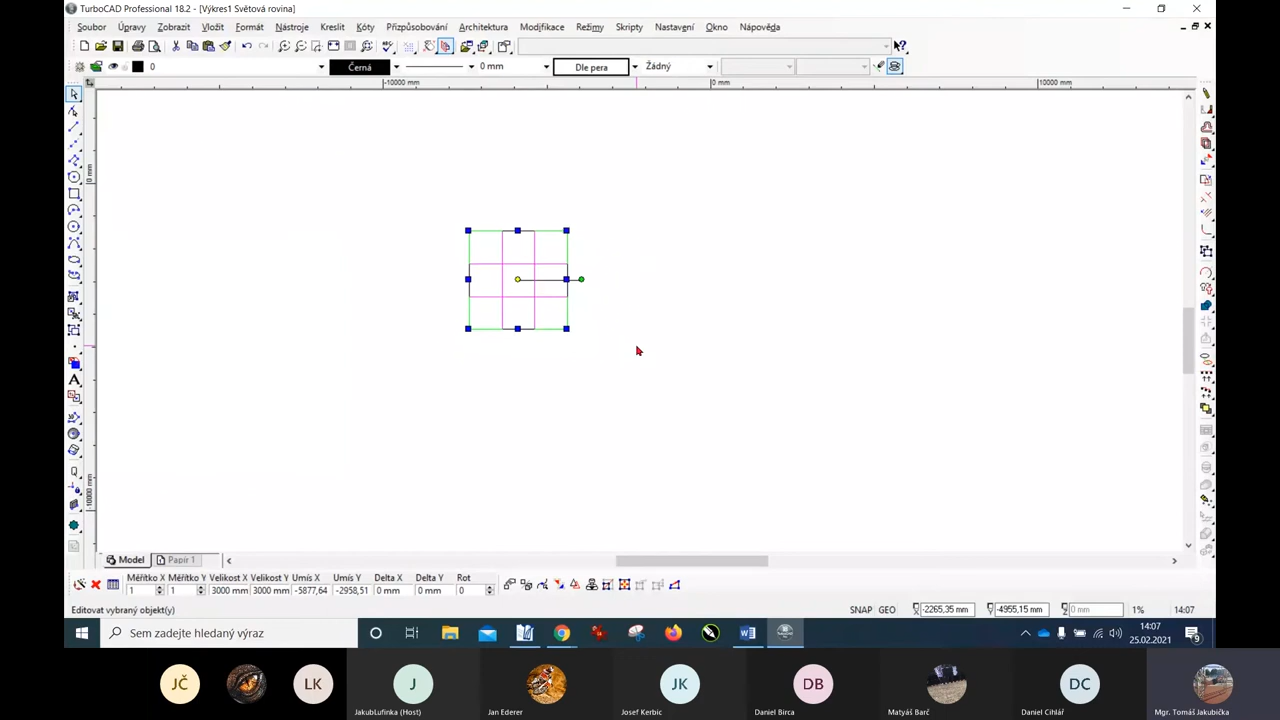 TurboCAD Professional 18.2 - [Výkres1 Světová rovina]
Soubor Úpravy Zobrazit Vložit Formát Nástroje Kreslit Kóty Přizpůsobování Architektura Modifikace Režimy Skripty Nastavení Okno Nápověda
0 Černá 0 mm Dle pera Žádný
-10000 mm 0 mm 10000 mm
0 mm
-10000 mm
A
Model Papír 1
Měřítko X Měřítko Y Velikost X Velikost Y Umís X Umís Y Delta X Delta Y Rot
1 1 3000 mm 3000 mm -5877,64 -2958,51 0 mm 0 mm 0
Editovat vybraný objekt(y) SNAP GEO -2265,35 mm -4955,15 mm 0 mm 1% 14:07
Sem zadejte hledaný výraz
14:07
25.02.2021
9
JČ LK J JK DB DC
JakubLufinka (Host) Jan Ederer Josef Kerbic Daniel Birca Matyáš Barč Daniel Cihlář Mgr. Tomáš Jakubička